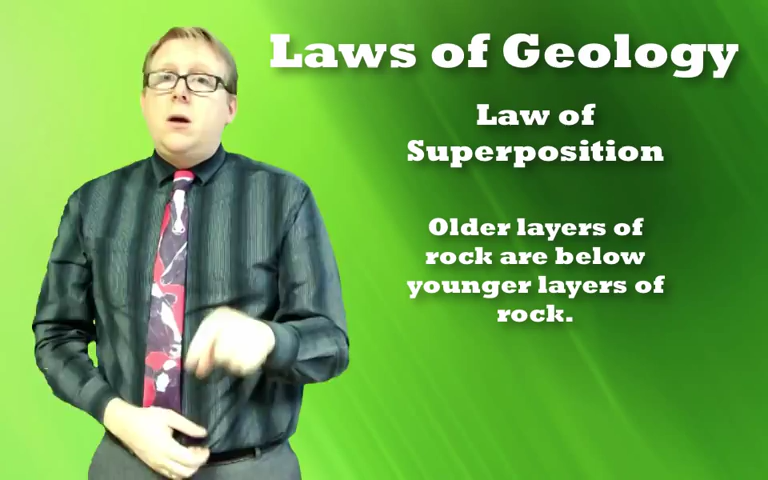 Laws of Geology
Law of
Superposition
Older layers of
rock are below
younger layers of
rock.